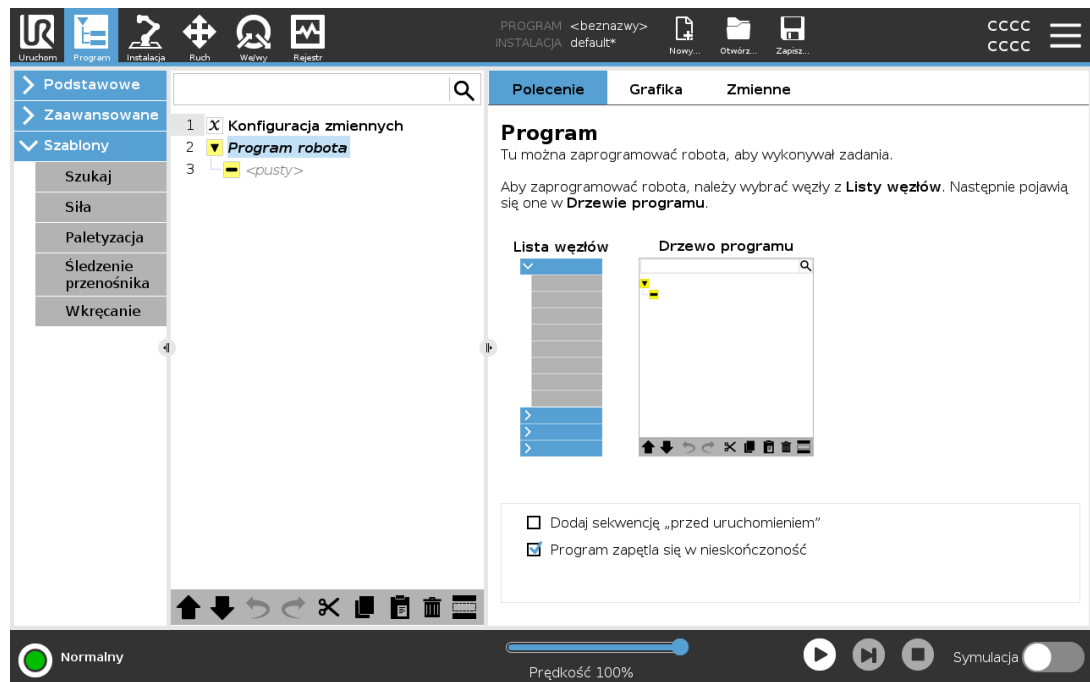 PROGRAM <beznazwy>
INSTALACJA default*
Uruchom Program Instalacja Ruch We/wy Rejestr
Nowy... Otwórz... Zapisz...
CCCC
CCCC
Podstawowe
Zaawansowane
Szablony
Szukaj
Siła
Paletyzacja
Śledzenie
przenośnika
Wkręcanie
1 X Konfiguracja zmiennych
2 Program robota
3 <pusty>
Polecenie Grafika Zmienne
Program
Tu można zaprogramować robota, aby wykonywał zadania.
Aby zaprogramować robota, należy wybrać węzły z Listy węzłów. Następnie pojawią
się one w Drzewie programu.
Lista węzłów Drzewo programu
Dodaj sekwencję „przed uruchomieniem”
Program zapętla się w nieskończoność
Normalny
Prędkość 100%
Symulacja